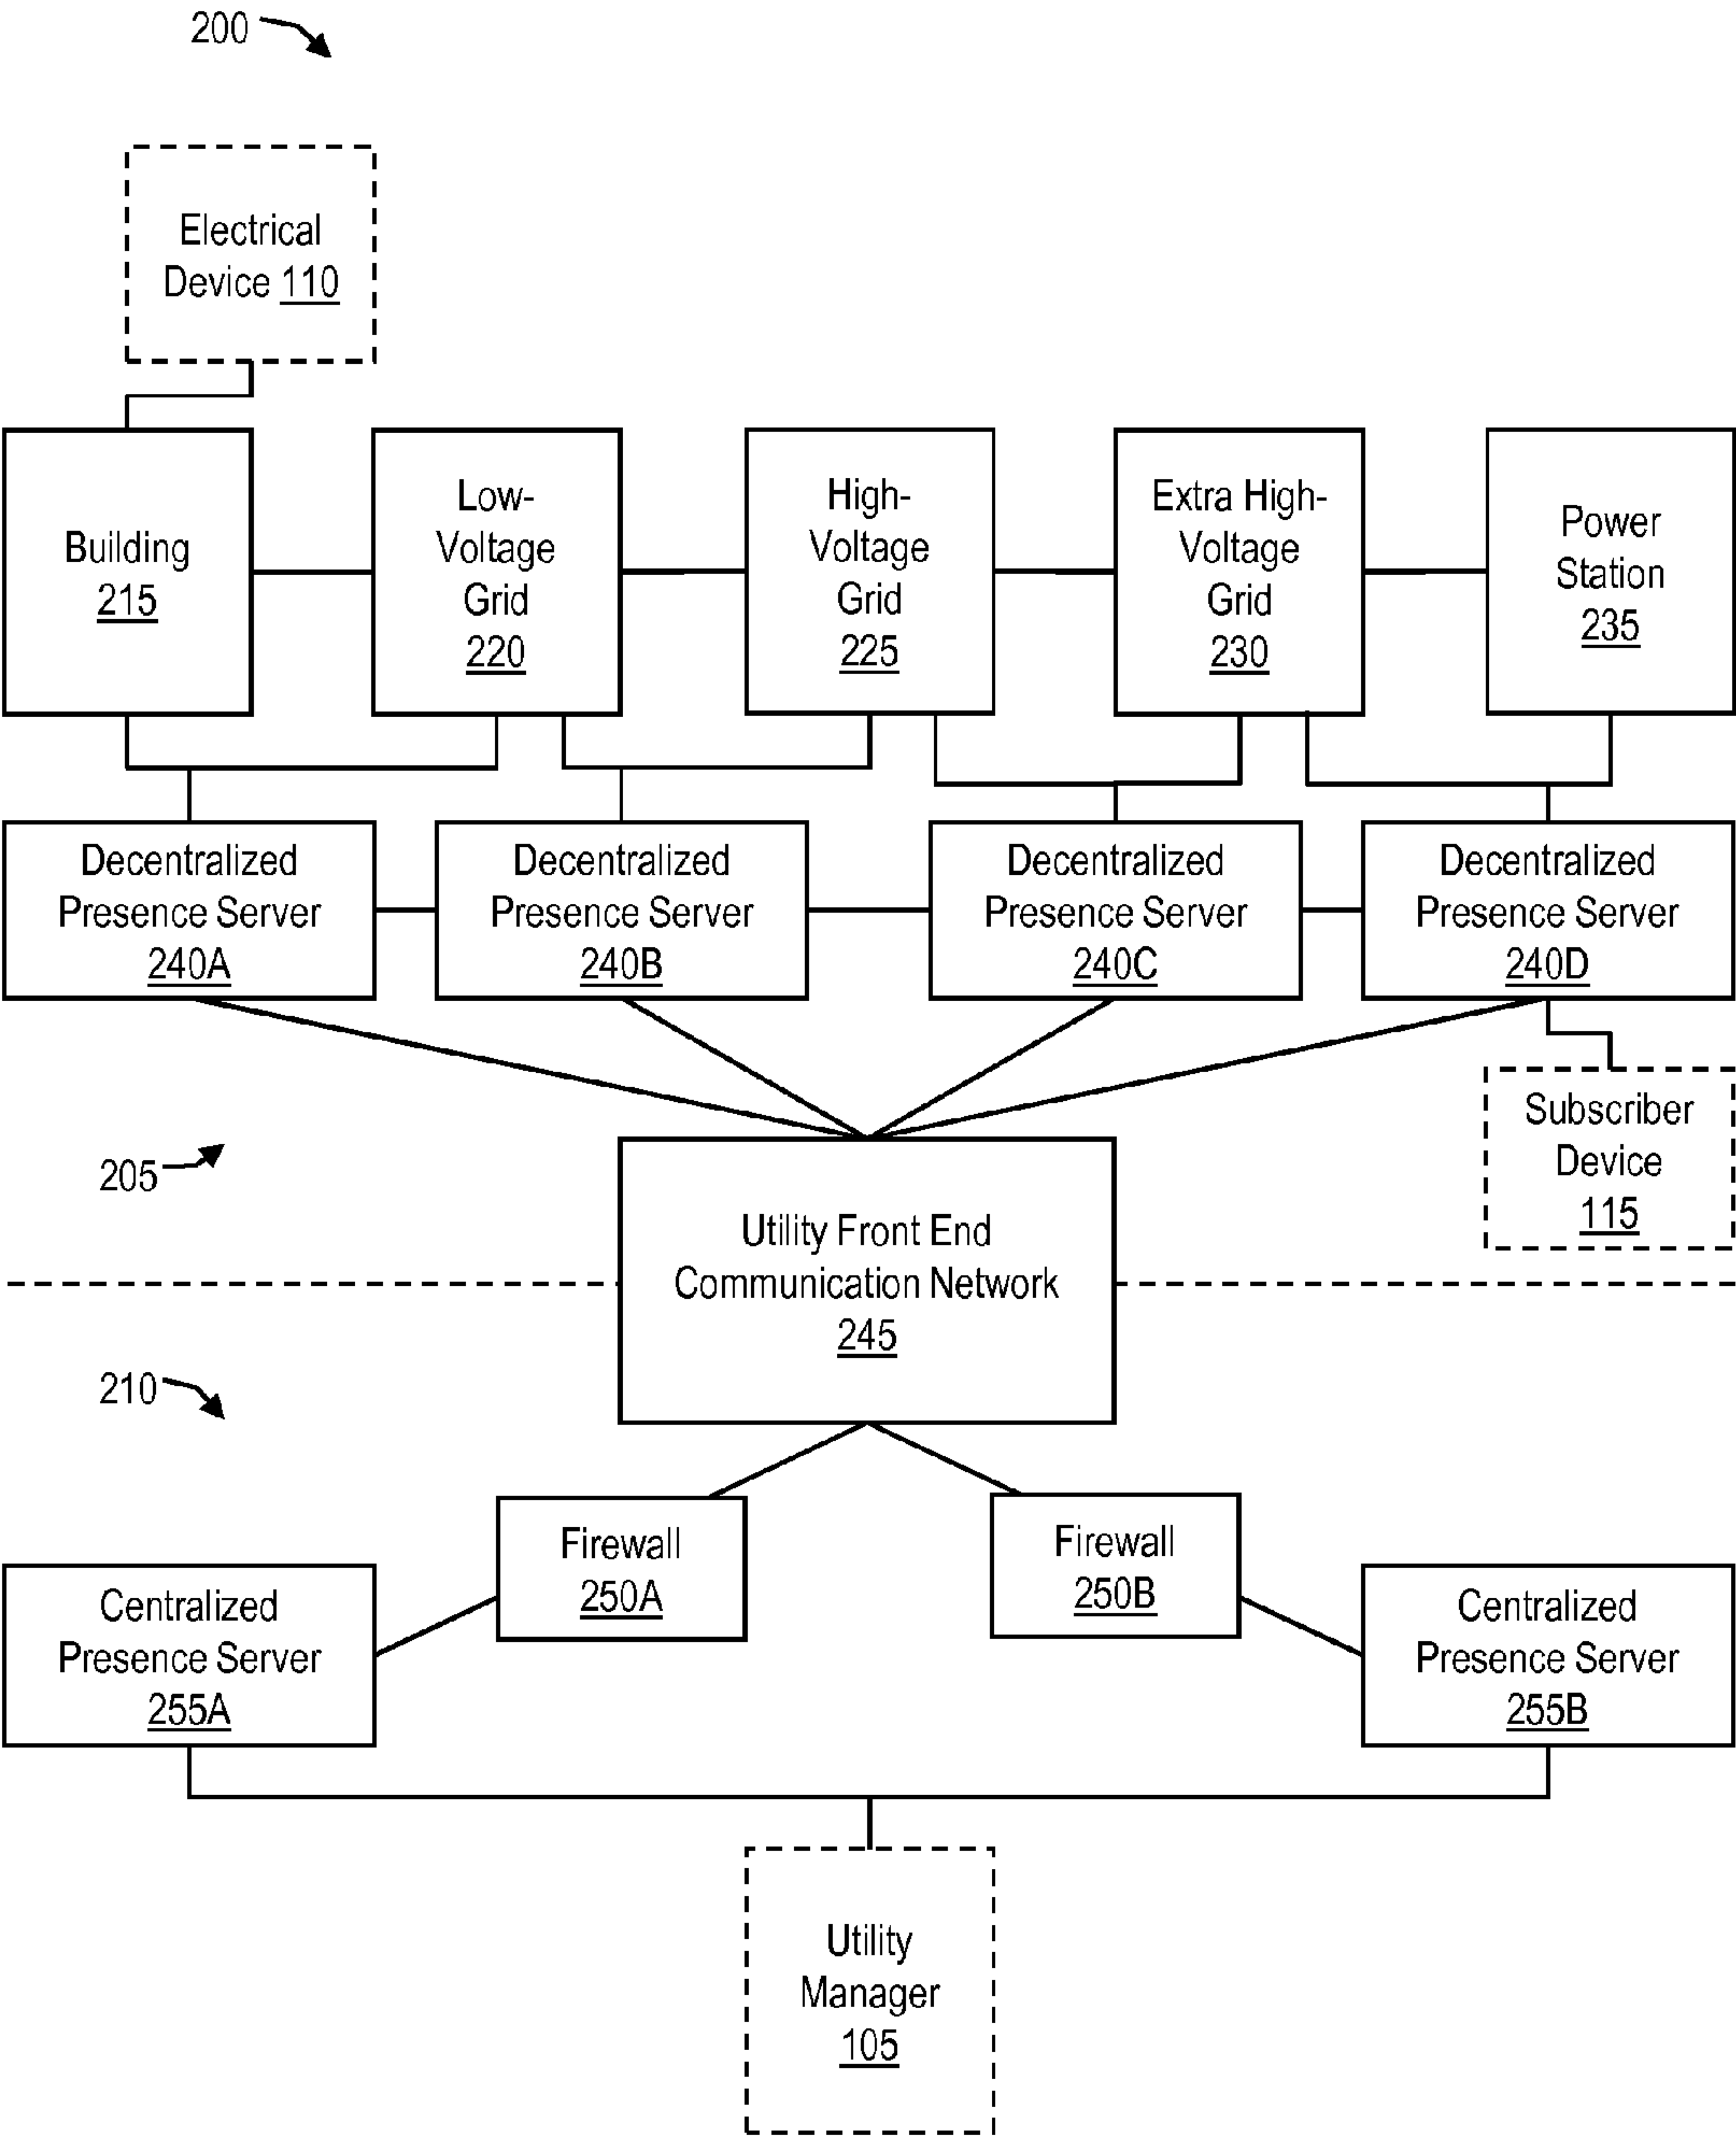 200
Electrical
Device 110
Building
215
Low-
Voltage
Grid
220
High-
Voltage
Grid
225
Extra High-
Voltage
Grid
230
Power
Station
235
Decentralized
Presence Server
240A
Decentralized
Presence Server
240B
Decentralized
Presence Server
240C
Decentralized
Presence Server
240D
Subscriber
Device
115
205
Utility Front End
Communication Network
245
210
Firewall
250A
Firewall
250B
Centralized
Presence Server
255A
Centralized
Presence Server
255B
Utility
Manager
105